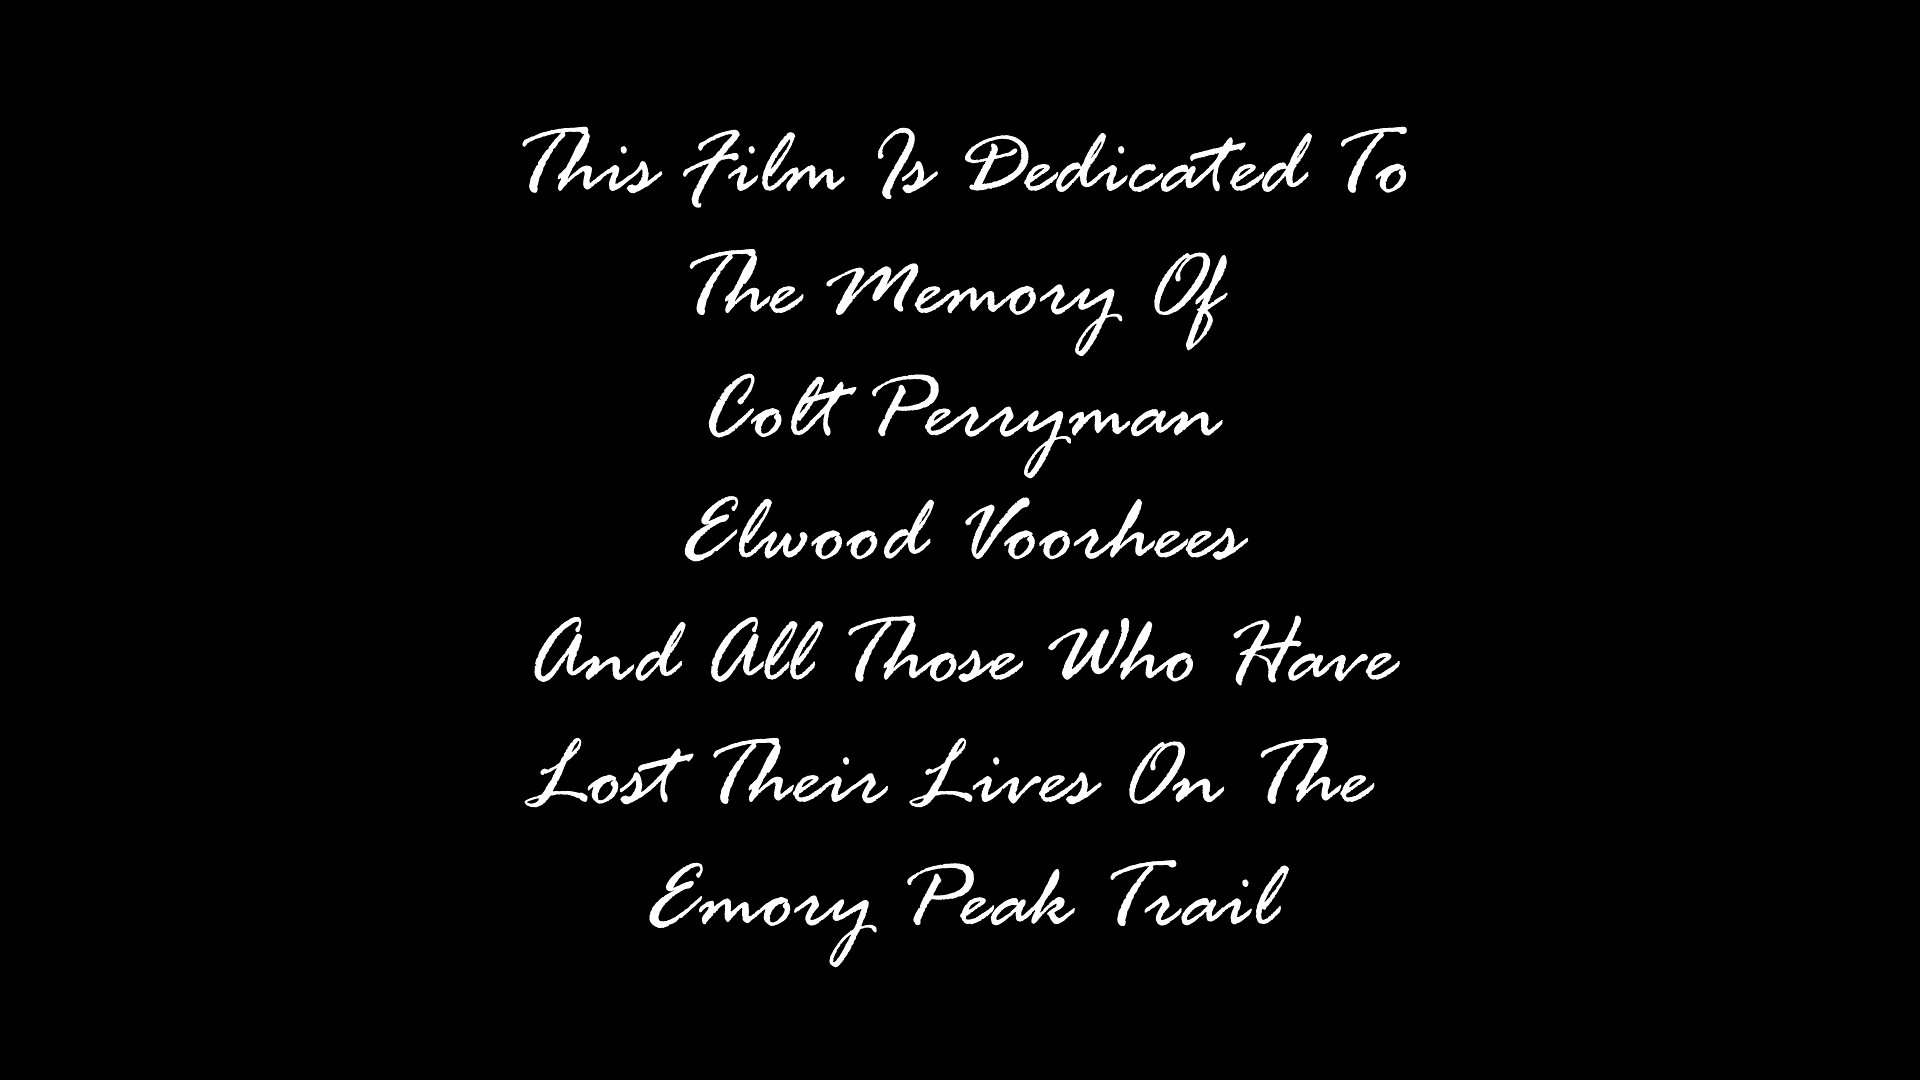 This Film Is Dedicated To
The Memory Of
Colt Perryman
Elwood Voorhees
And All Those Who Have
Lost Their Lives On The
Emory Peak Trail